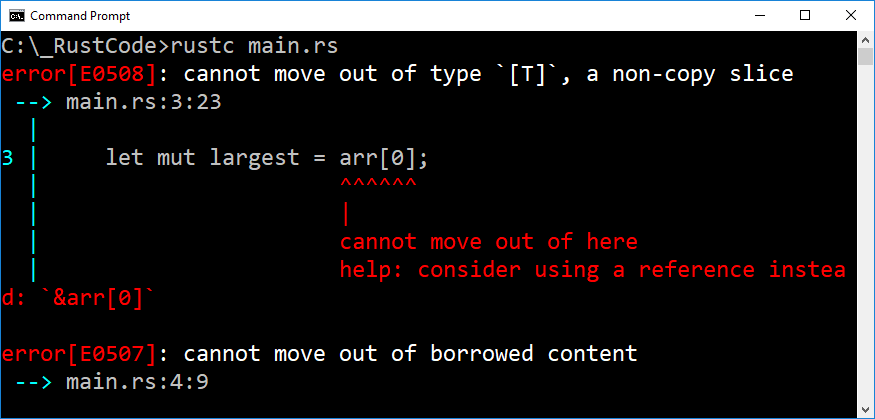 Command Prompt
C:\_RustCode>rustc main.rs
error[E0508]: cannot move out of type `[T]`, a non-copy slice
 --> main.rs:3:23
  |
3 |     let mut largest = arr[0];
  |                       ^^^^^^
  |                       |
  |                       cannot move out of here
  |                       help: consider using a reference instea
d: `&arr[0]`

error[E0507]: cannot move out of borrowed content
 --> main.rs:4:9